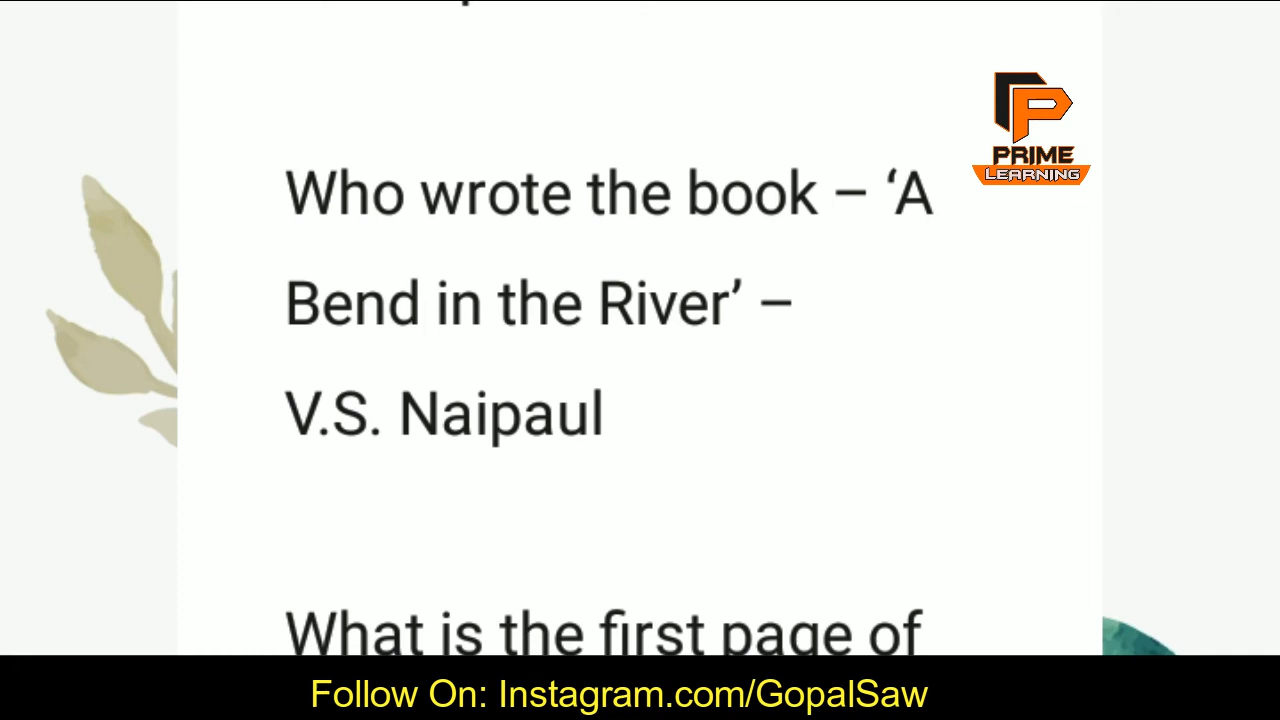 PRIME
LEARNING
Who wrote the book – ‘A
Bend in the River’ –
V.S. Naipaul
What is the first page of
Follow On: Instagram.com/GopalSaw